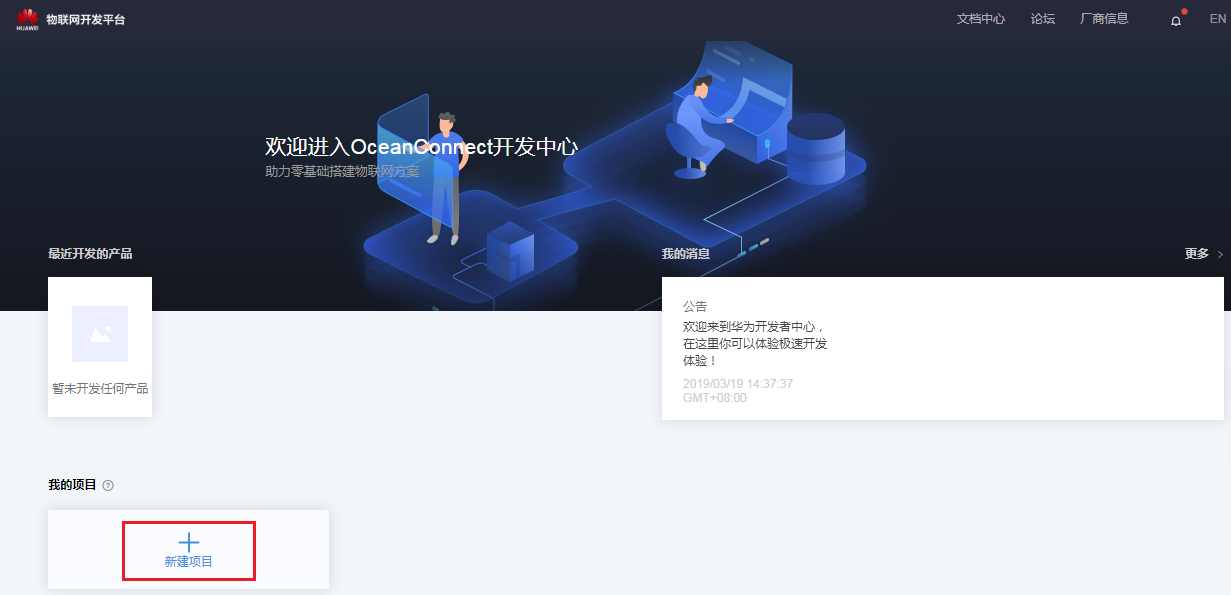 HUAWEI 物联网开发平台 文档中心 论坛 厂商信息 EN
欢迎进入OceanConnect开发中心
助力零基础搭建物联网方案
最近开发的产品
暂未开发任何产品
我的消息 更多
公告
欢迎来到华为开发者中心，
在这里你可以体验极速开发
体验！
2019/03/19 14:37:37
GMT+08:00
我的项目
新建项目